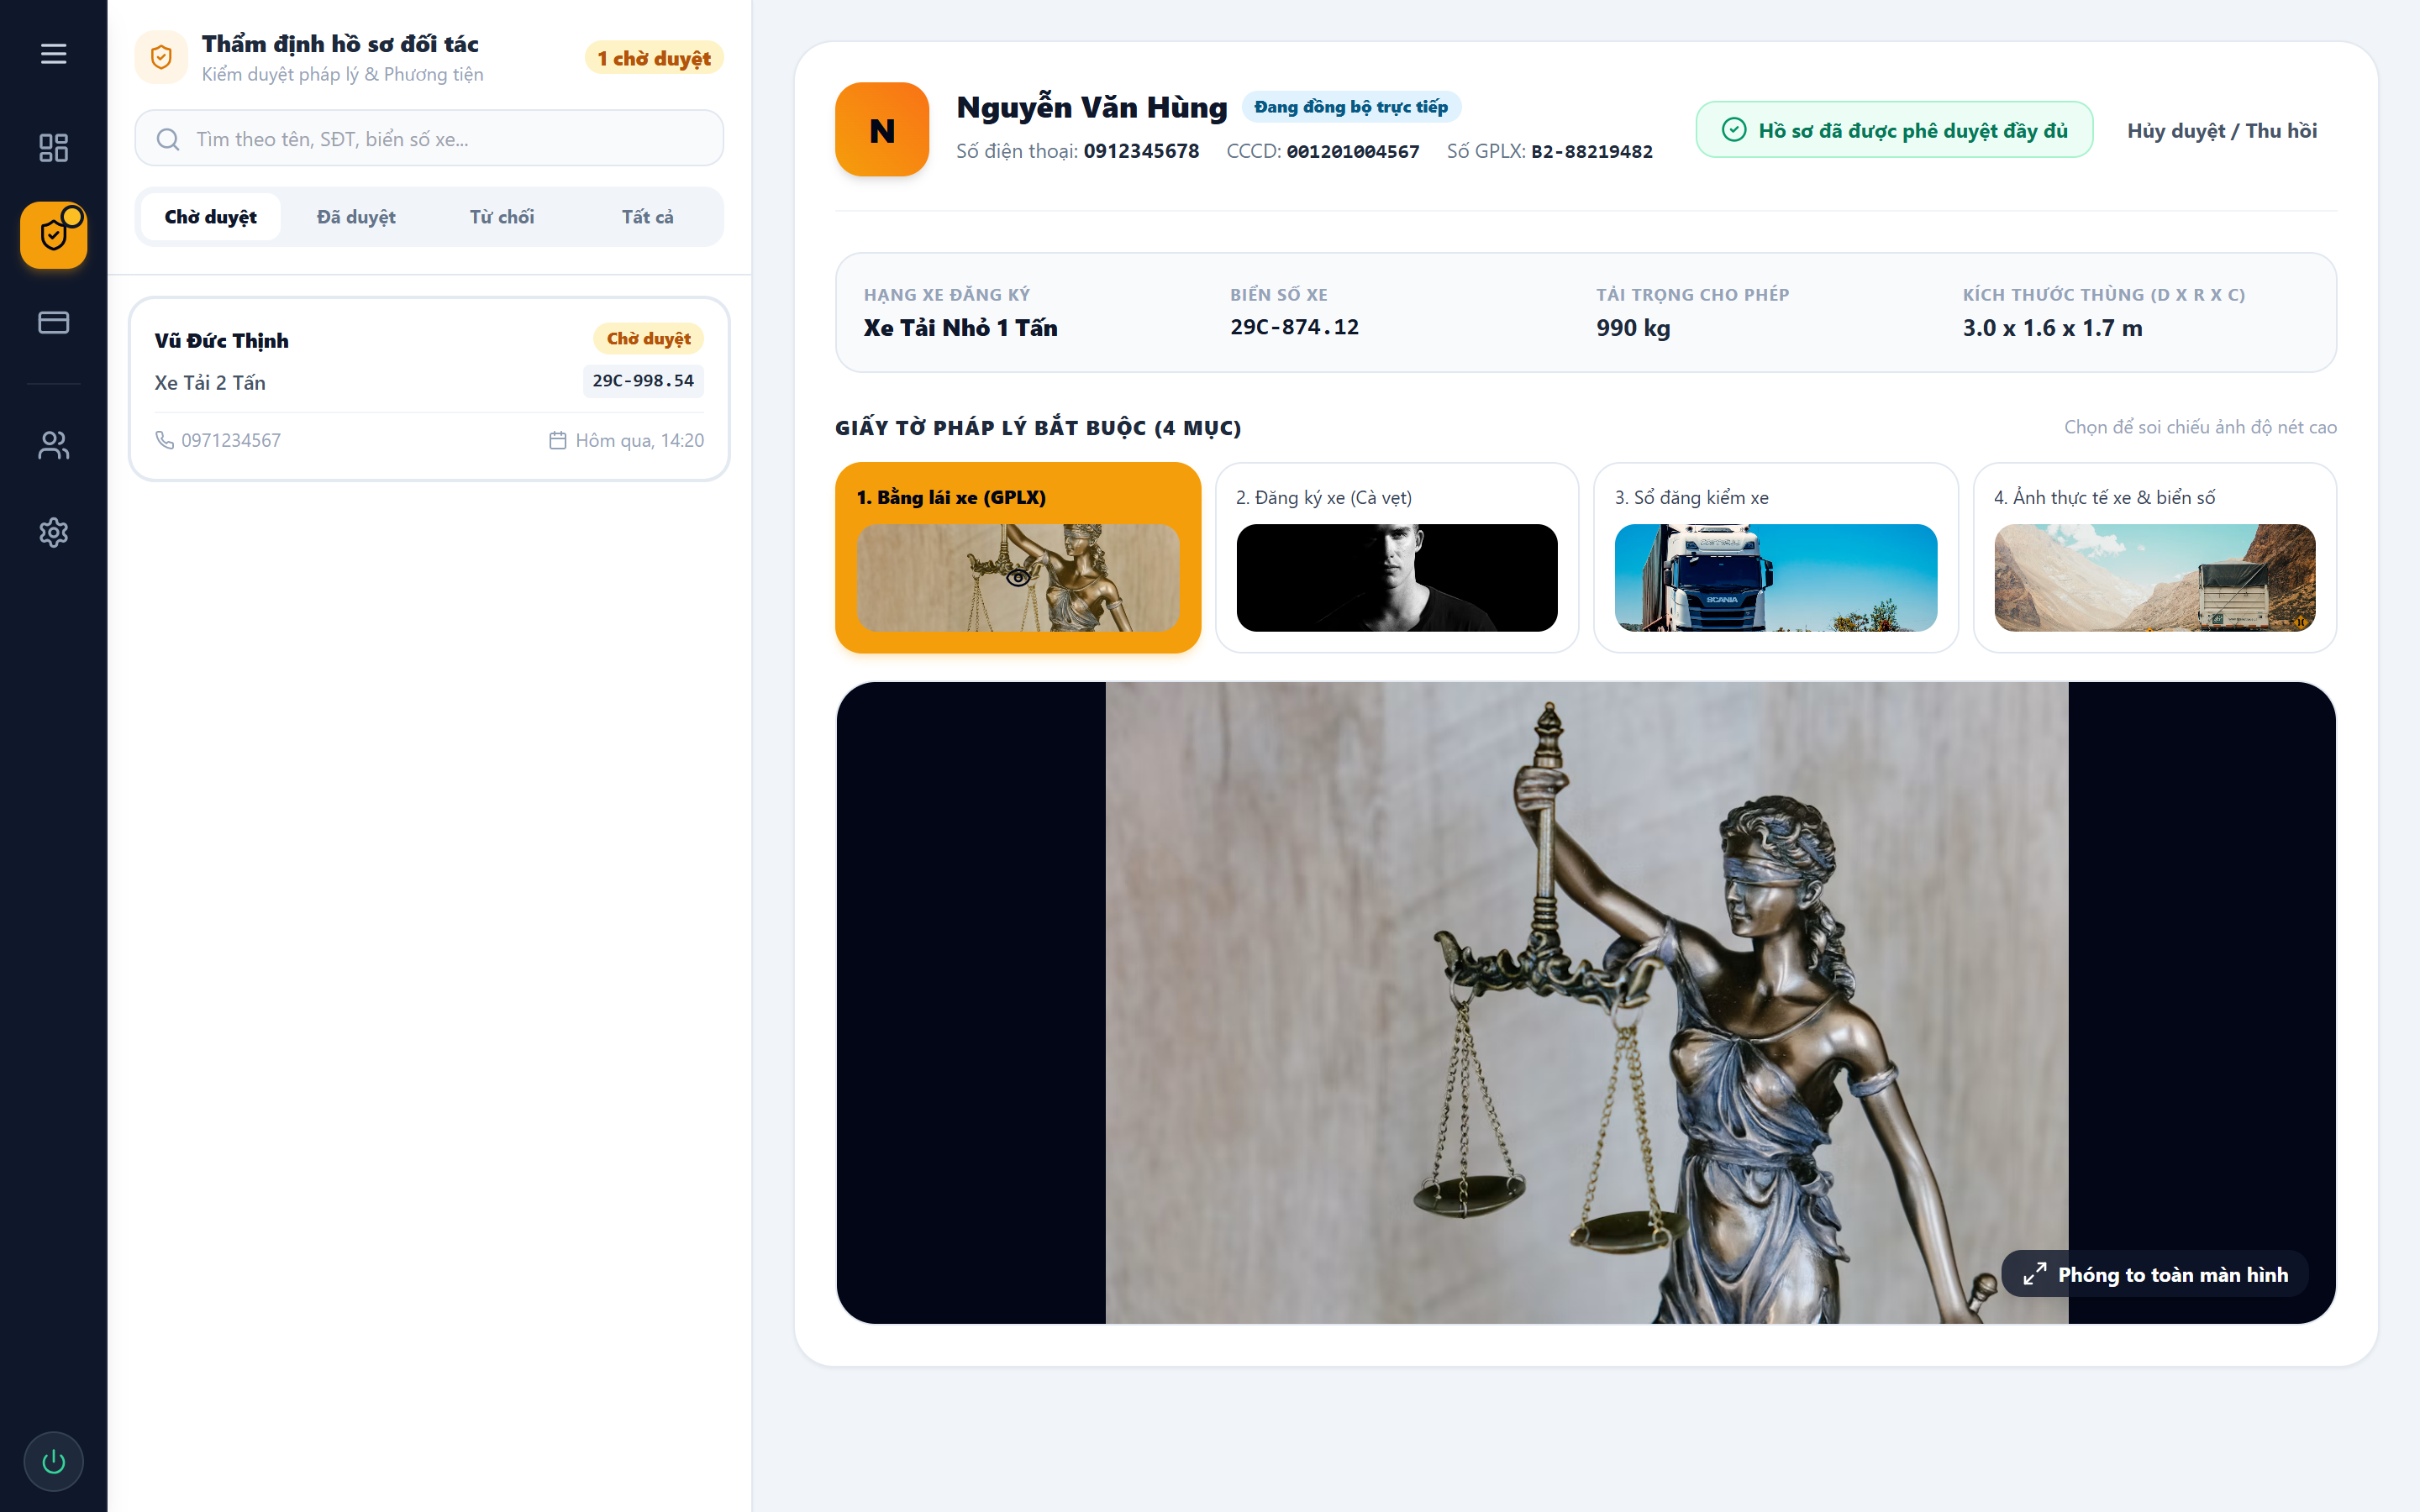 Thẩm định hồ sơ đối tác
Kiểm duyệt pháp lý & Phương tiện
1 chờ duyệt
Tìm theo tên, SĐT, biển số xe...
Chờ duyệt
Đã duyệt
Từ chối
Tất cả
Vũ Đức Thịnh
Chờ duyệt
Xe Tải 2 Tấn
29C-998.54
0971234567
Hôm qua, 14:20
N
Nguyễn Văn Hùng
Đang đồng bộ trực tiếp
Số điện thoại: 0912345678
CCCD: 001201004567
Số GPLX: B2-88219482
Hồ sơ đã được phê duyệt đầy đủ
Hủy duyệt / Thu hồi
HẠNG XE ĐĂNG KÝ
Xe Tải Nhỏ 1 Tấn
BIỂN SỐ XE
29C-874.12
TẢI TRỌNG CHO PHÉP
990 kg
KÍCH THƯỚC THÙNG (D X R X C)
3.0 x 1.6 x 1.7 m
GIẤY TỜ PHÁP LÝ BẮT BUỘC (4 MỤC)
Chọn để soi chiếu ảnh độ nét cao
1. Bằng lái xe (GPLX)
2. Đăng ký xe (Cà vẹt)
3. Sổ đăng kiểm xe
SCANIA
4. Ảnh thực tế xe & biển số
Phóng to toàn màn hình